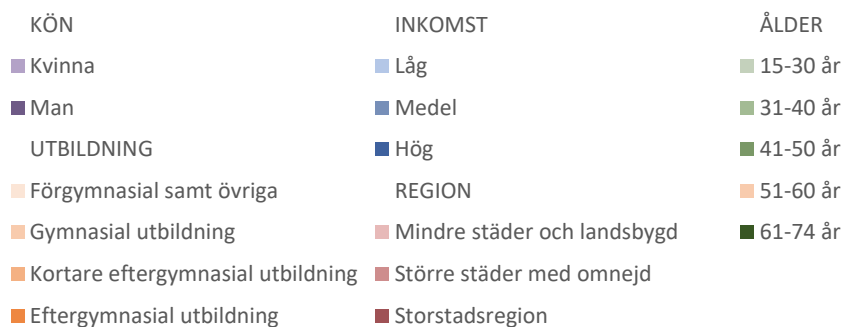 KÖN
Kvinna
Man
UTBILDNING
Förgymnasial samt övriga
Gymnasial utbildning
Kortare eftergymnasial utbildning
Eftergymnasial utbildning
INKOMST
Låg
Medel
Hög
REGION
Mindre städer och landsbygd
Större städer med omnejd
Storstadsregion
ÅLDER
15-30 år
31-40 år
41-50 år
51-60 år
61-74 år